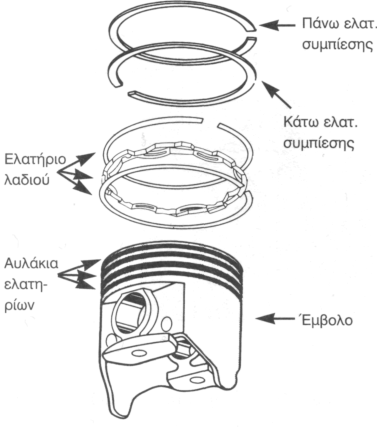 Πάνω ελατ.
συμπίεσης
Κάτω ελατ.
συμπίεσης
Ελατήριο
λαδιού
Αυλάκια
ελατη-
ρίων
Έμβολο